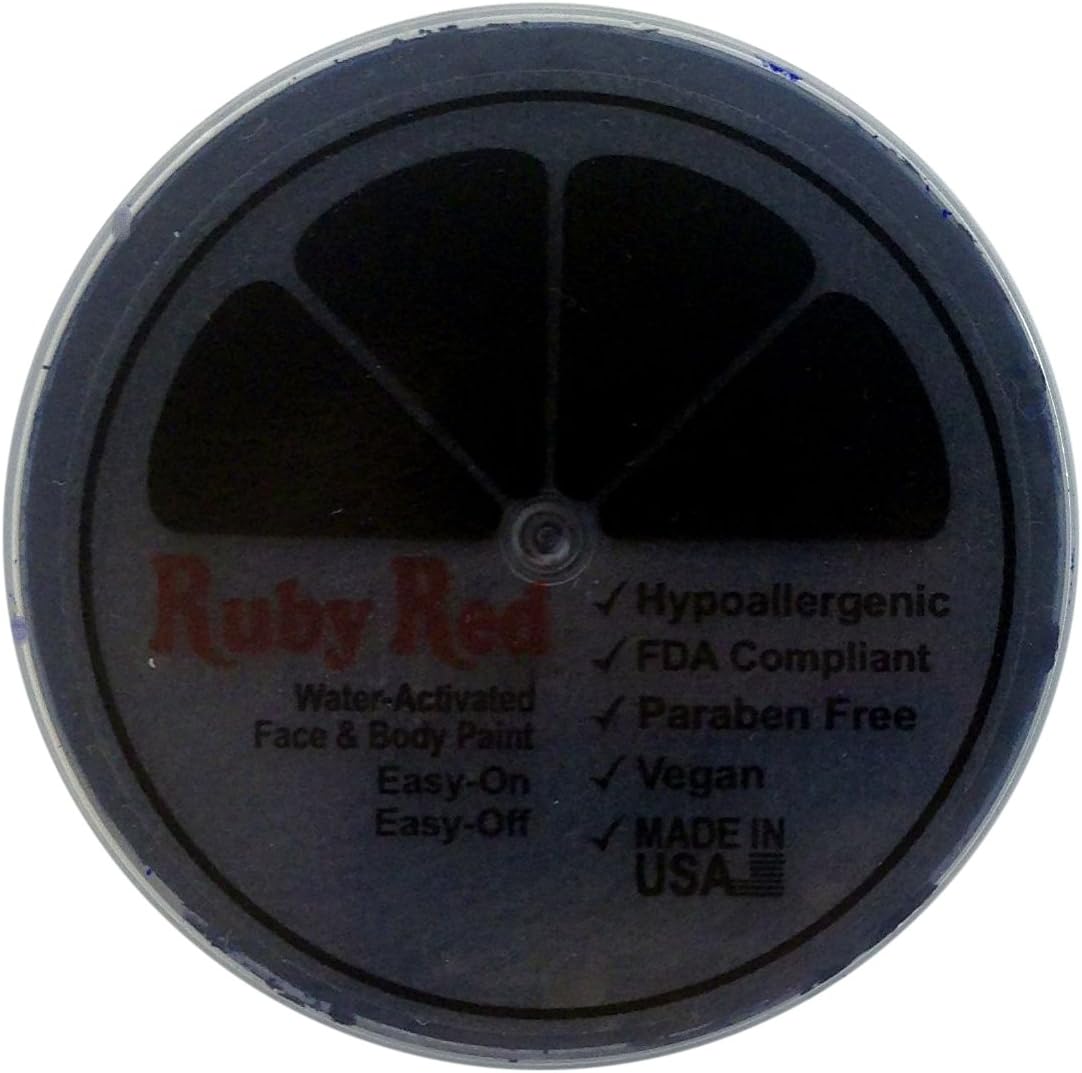 Ruby Red
Water-Activated
Face & Body Paint
Easy-On
Easy-Off
✓ Hypoallergenic
✓ FDA Compliant
✓ Paraben Free
✓ Vegan
✓ MADE IN
USA